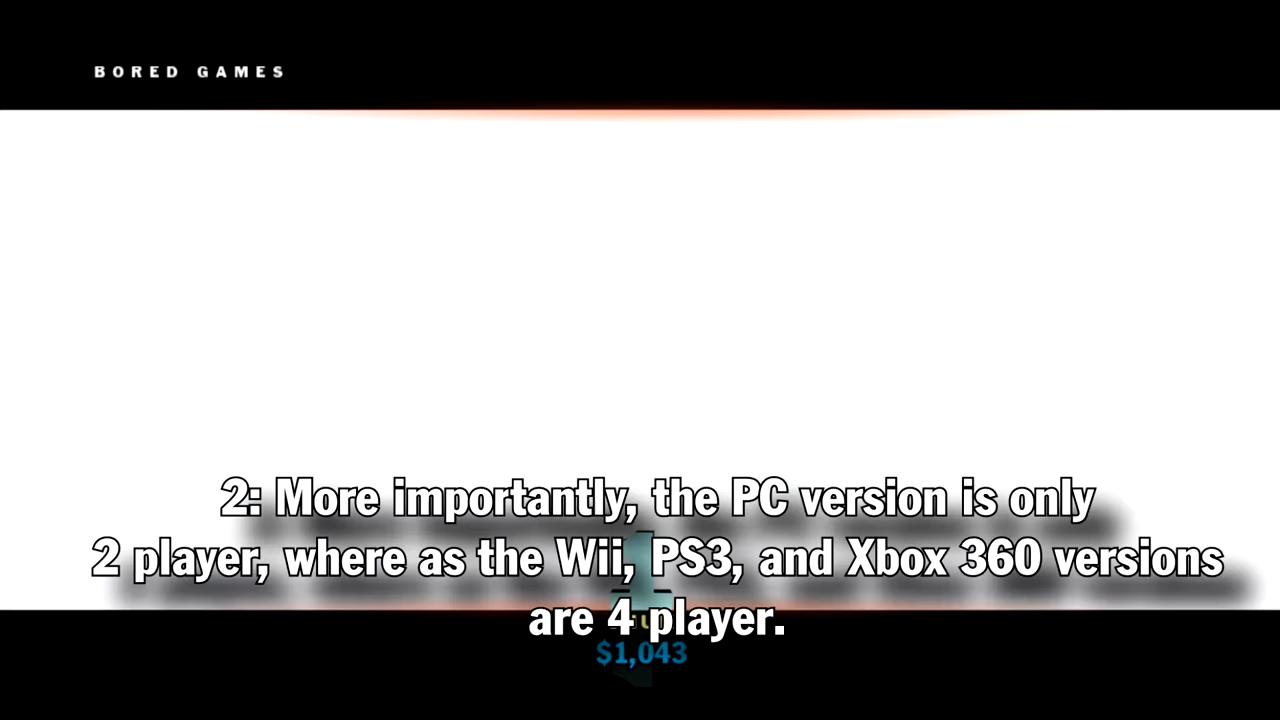 BORED GAMES
2: More importantly, the PC version is only
2 player, where as the Wii, PS3, and Xbox 360 versions
are 4 player.
$1,043